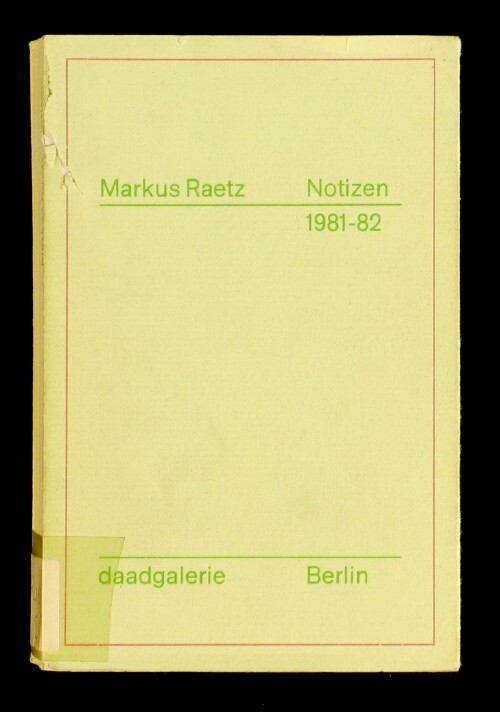 Markus Raetz Notizen
1981-82
daadgalerie Berlin